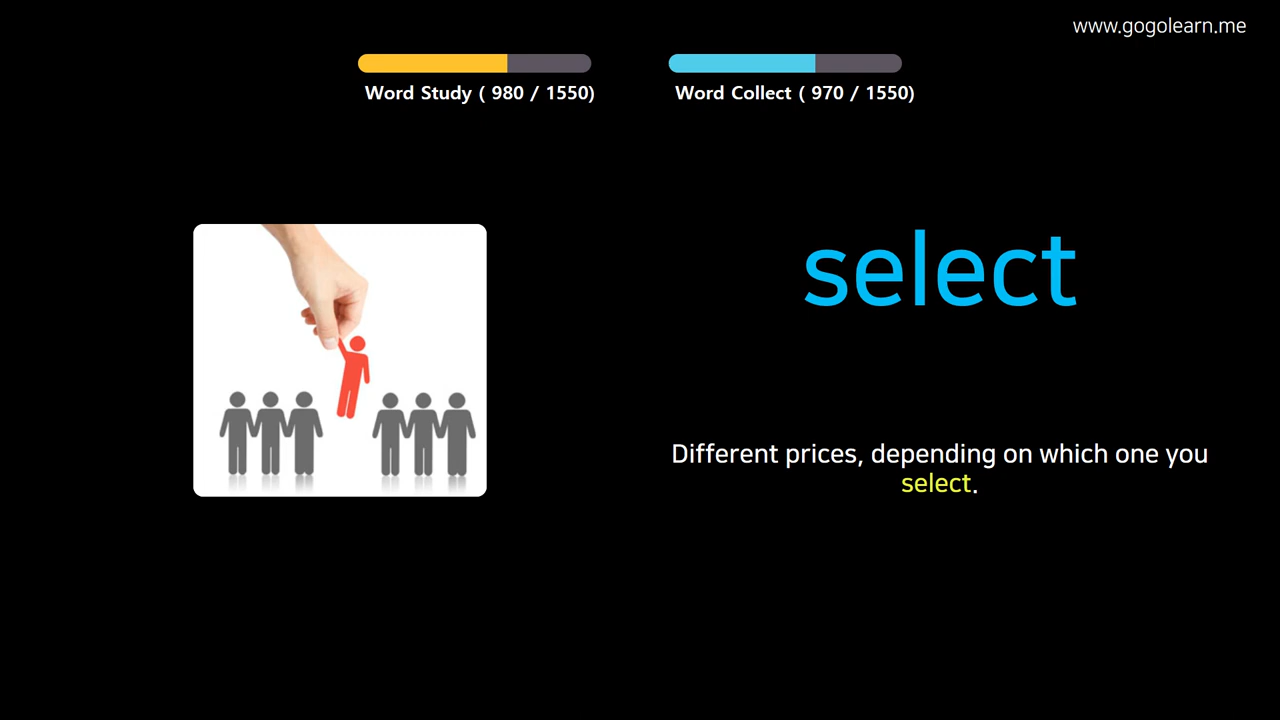 www.gogolearn.me
Word Study ( 980 / 1550)
Word Collect ( 970 / 1550)
select
Different prices, depending on which one you
select.